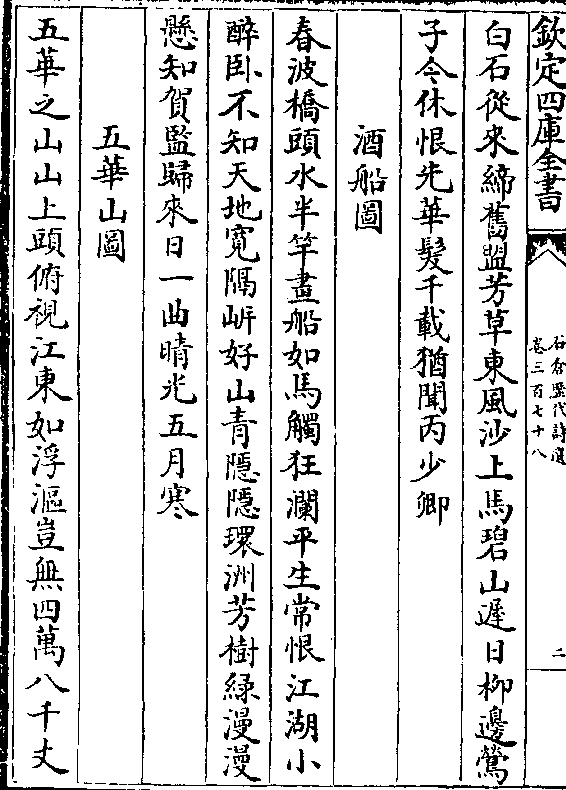 欽定四庫全書
石倉歷代詩選
卷三百七十八
二
白石從來締舊盟芳草東風沙上馬碧山遲日柳邊鶯
子今休恨先華髮千載猶聞丙少卿
酒船圖
春波橋頭水半竿畫船如馬觸狂瀾平生常恨江湖小
醉臥不知天地寬隔㟁好山青隱隱環洲芳樹緑漫漫
懸知賀監歸來日一曲晴光五月寒
五華山圖
五華之山山上頭俯視江東如浮漚豈無四萬八千丈